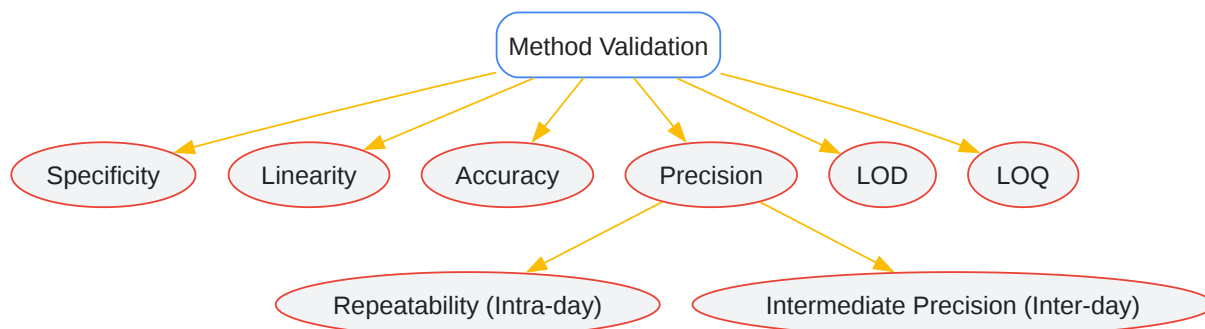 Method Validation
Specificity
Linearity
Accuracy
Precision
LOD
LOQ
Repeatability (Intra-day)
Intermediate Precision (Inter-day)